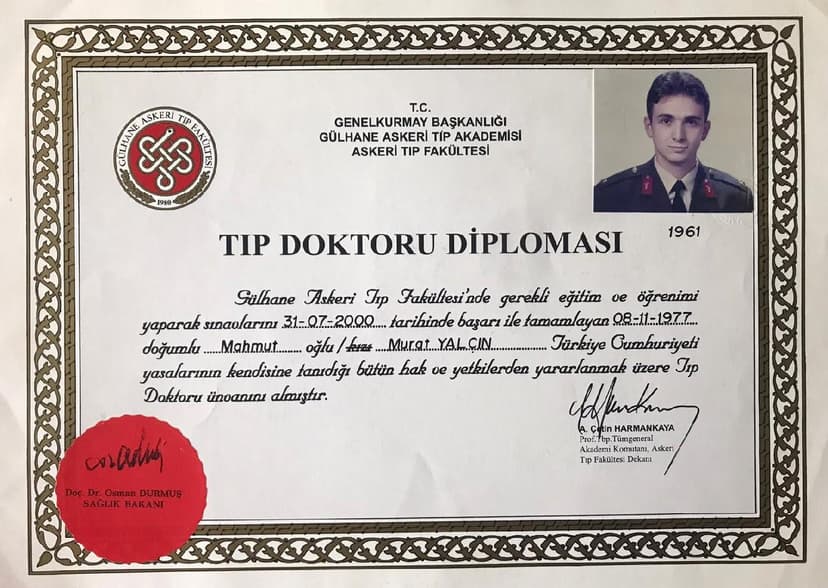 T.C.
GENELKURMAY BAŞKANLIĞI
GÜLHANE ASKERİ TIP AKADEMİSİ
ASKERİ TIP FAKÜLTESİ
GÜLHANE ASKERİ TIP FAKÜLTESİ
1980
TIP DOKTORU DİPLOMASI
1961
Gülhane Askeri Tıp Fakültesi'nde gerekli eğitim ve öğrenimi
yaparak sınavlarını 31-07-2000.... tarihinde başarı ile tamamlayan 08-11-1977..
doğumlu ....Mahmut....... oğlu / kızı ...Murat YALÇIN............ Türkiye Cumhuriyeti
yasalarının kendisine tanıdığı bütün hak ve yetkilerden yararlanmak üzere Tıp
Doktoru ünvanını almıştır.
A. Çetin HARMANKAYA
Prof.Tbp.Tümgeneral
Akademi Komutanı, Askeri
Tıp Fakültesi Dekanı
Doç. Dr. Osman DURMUŞ
SAĞLIK BAKANI